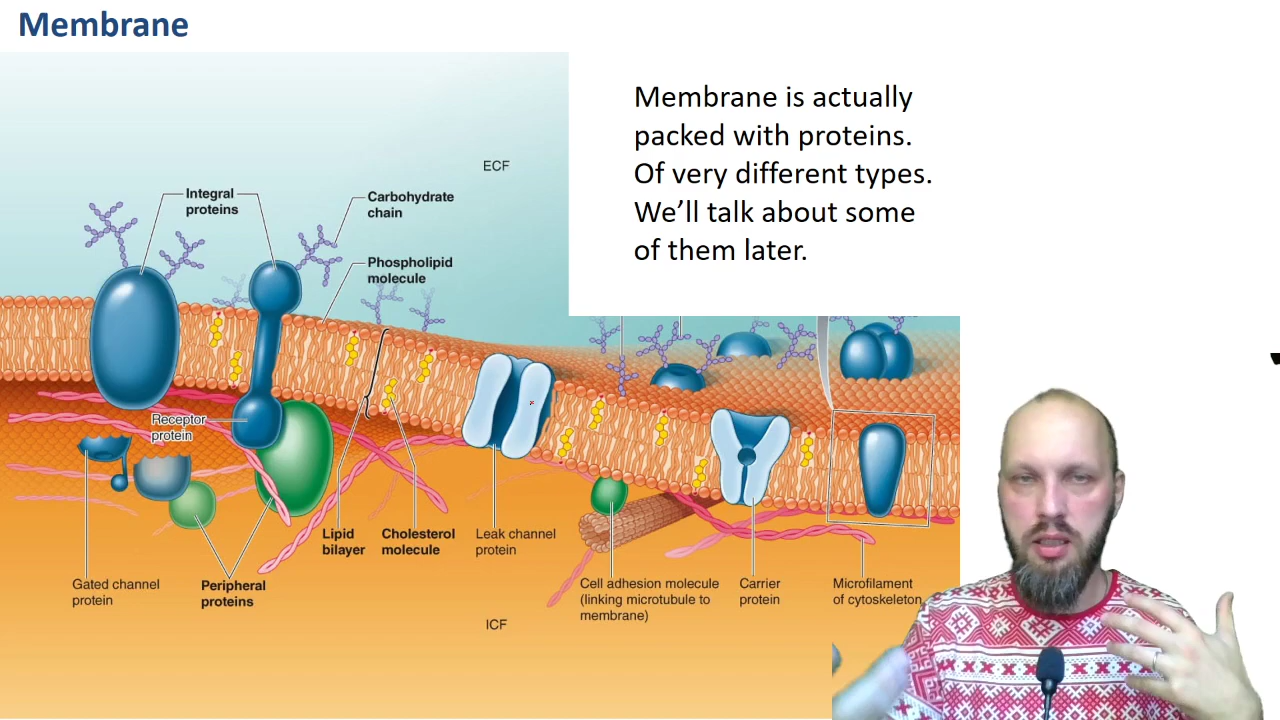 Membrane
Membrane is actually
packed with proteins.
Of very different types.
We’ll talk about some
of them later.
ECF
Integral
proteins
Carbohydrate
chain
Phospholipid
molecule
Receptor
protein
Lipid
bilayer
Cholesterol
molecule
Leak channel
protein
Gated channel
protein
Peripheral
proteins
Cell adhesion molecule
(linking microtubule to
membrane)
Carrier
protein
Microfilament
of cytoskeleton
ICF